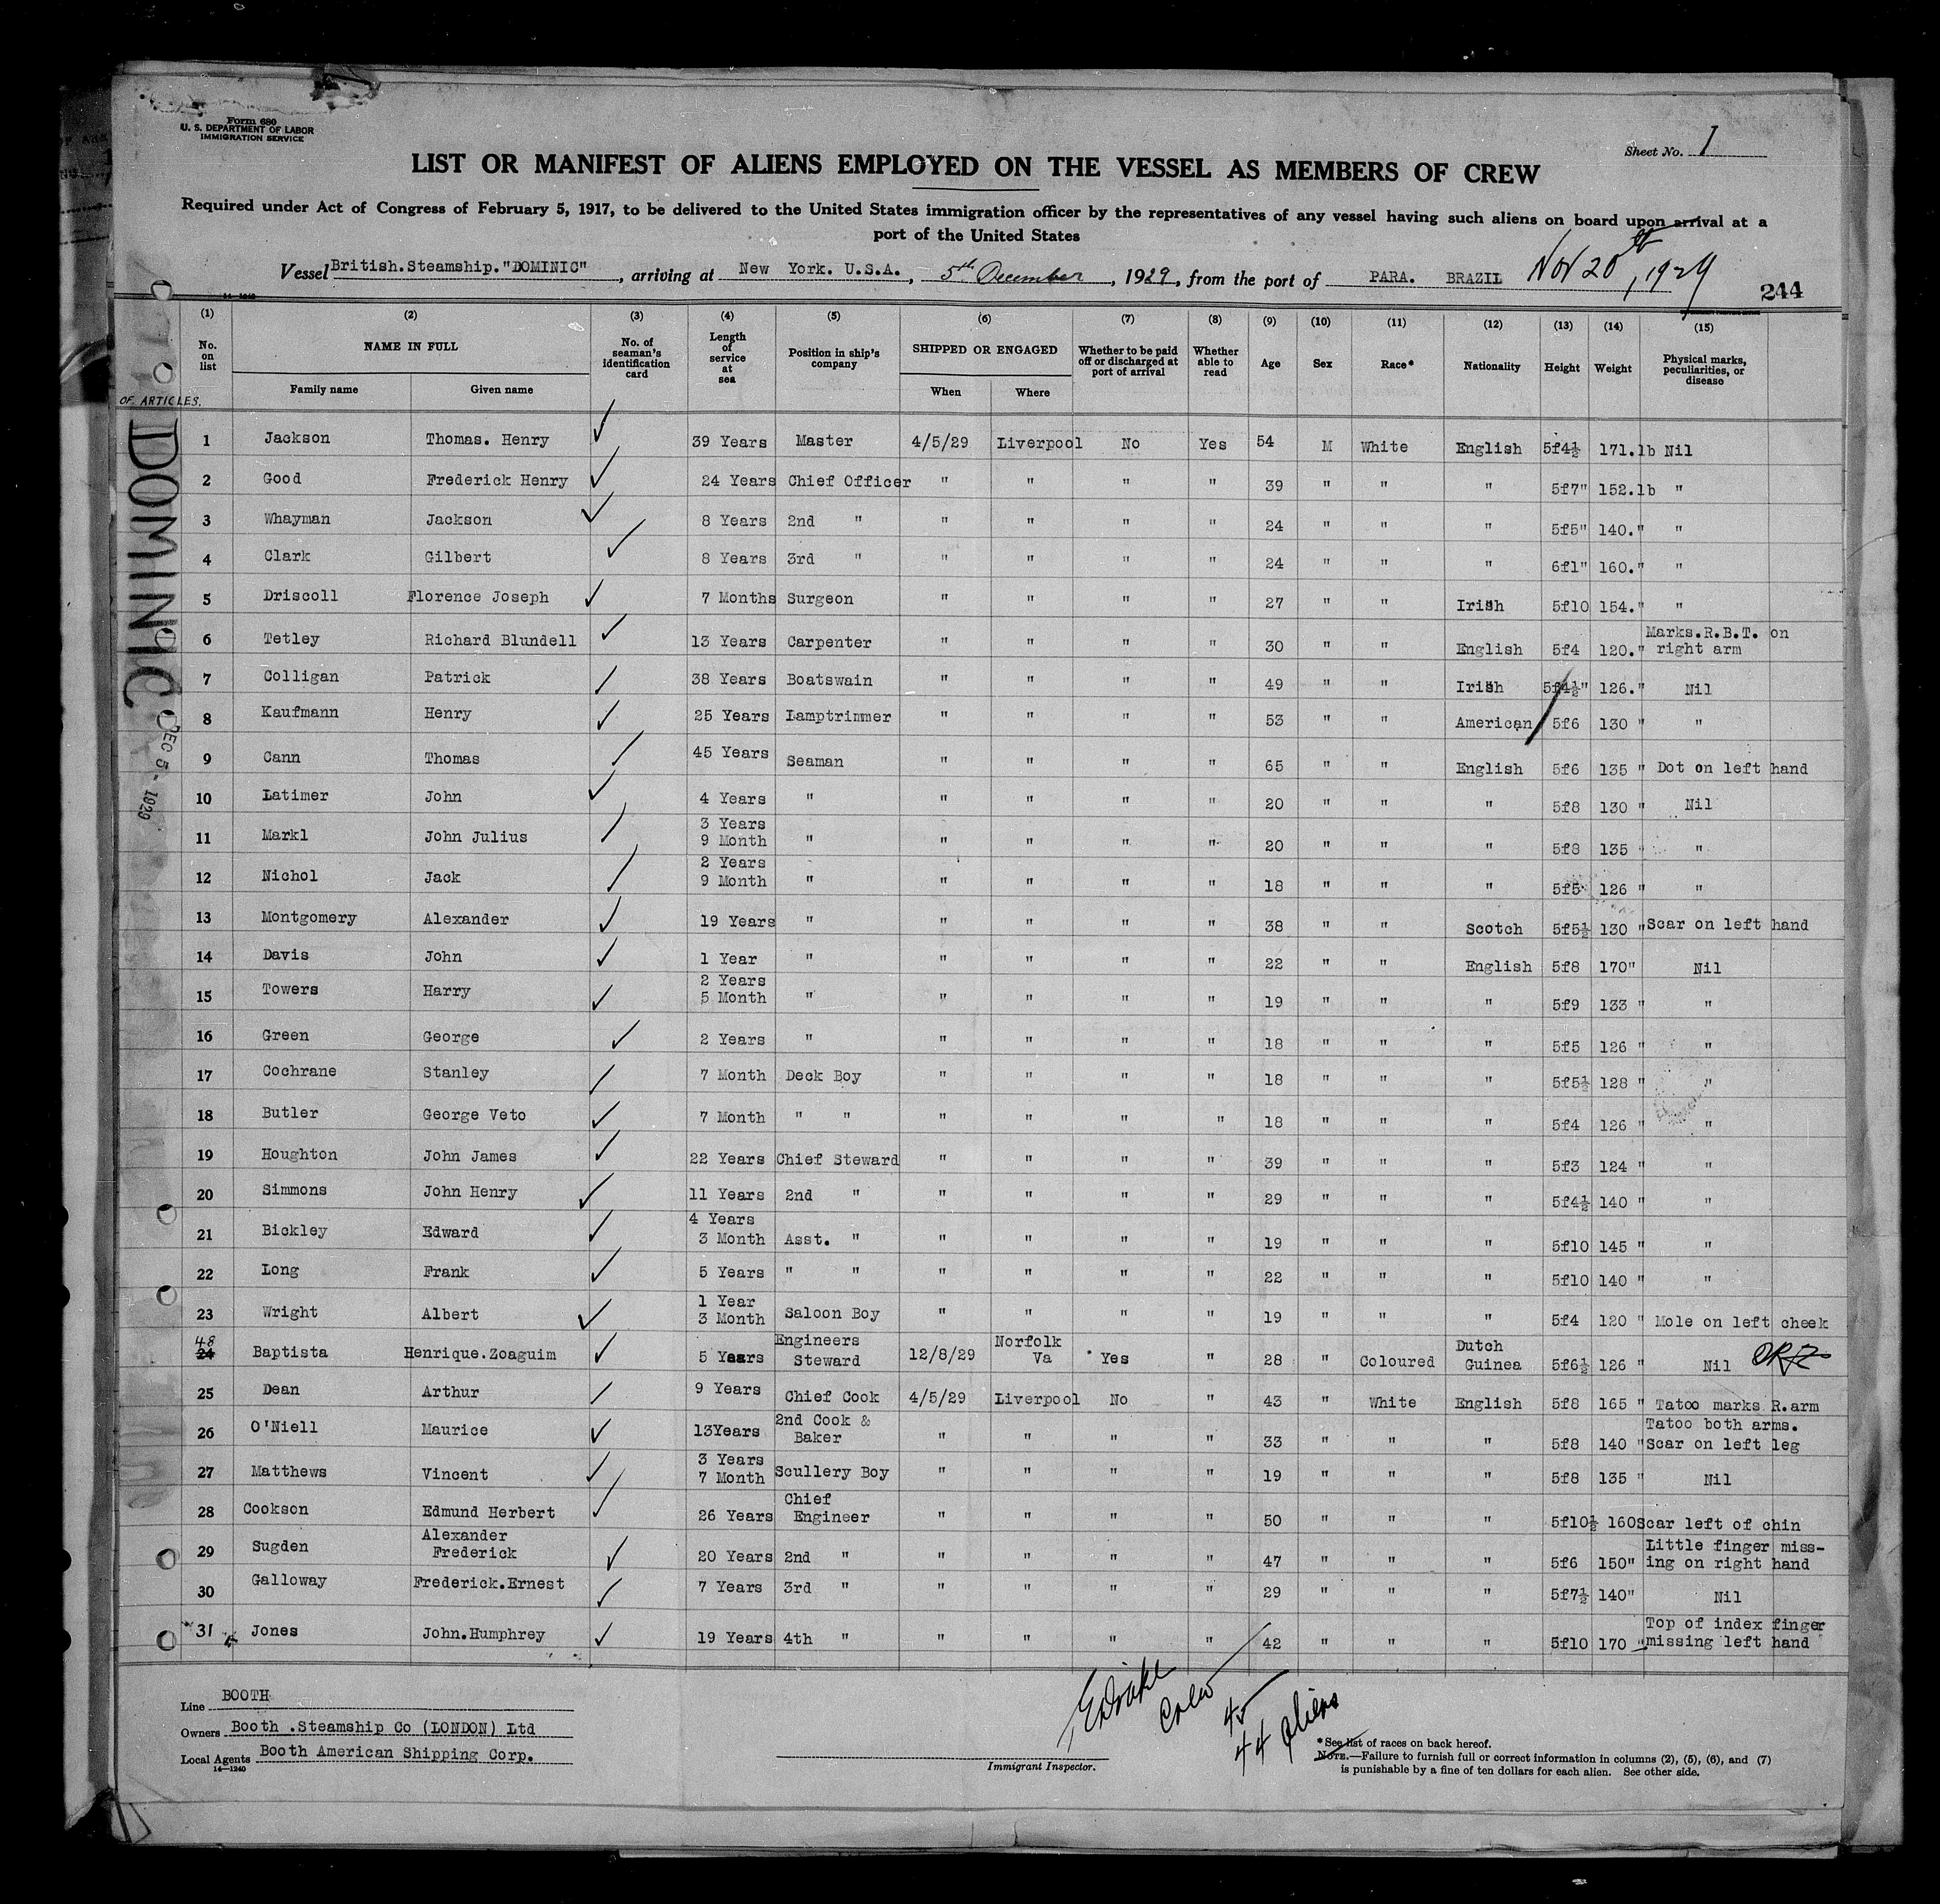 Form 680
U. S. DEPARTMENT OF LABOR
IMMIGRATION SERVICE
Sheet No. 1
LIST OR MANIFEST OF ALIENS EMPLOYED ON THE VESSEL AS MEMBERS OF CREW
Required under Act of Congress of February 5, 1917, to be delivered to the United States immigration officer by the representatives of any vessel having such aliens on board upon arrival at a
port of the United States
Vessel British.Steamship."DOMINIC", arriving at New York. U.S.A., 5th December, 1929, from the port of PARA. BRAZIL Nov 20th, 1929
244
14-1240
(1) (2) (3) (4) (5) (6) (7) (8) (9) (10) (11) (12) (13) (14) (15)
No. on list NAME IN FULL No. of seaman's identification card Length of service at sea Position in ship's company SHIPPED OR ENGAGED Whether to be paid off or discharged at port of arrival Whether able to read Age Sex Race* Nationality Height Weight Physical marks, peculiarities, or disease
Family name Given name When Where
OF ARTICLES.
DOMINIC
DEC 5 - 1929
1 Jackson Thomas. Henry ✓ 39 Years Master 4/5/29 Liverpool No Yes 54 M White English 5f4½ 171.lb Nil
2 Good Frederick Henry ✓ 24 Years Chief Officer " " " " 39 " " " 5f7" 152.lb "
3 Whayman Jackson ✓ 8 Years 2nd " " " " " 24 " " " 5f5" 140." "
4 Clark Gilbert ✓ 8 Years 3rd " " " " " 24 " " " 6f1" 160." "
5 Driscoll Florence Joseph ✓ 7 Months Surgeon " " " " 27 " " Irish 5f10 154." "
6 Tetley Richard Blundell ✓ 13 Years Carpenter " " " " 30 " " English 5f4 120." Marks.R.B.T. on right arm
7 Colligan Patrick ✓ 38 Years Boatswain " " " " 49 " " Irish 5f4½" 126." Nil
8 Kaufmann Henry ✓ 25 Years Lamptrimmer " " " " 53 " " American 5f6 130 " "
9 Cann Thomas ✓ 45 Years Seaman " " " " 65 " " English 5f6 135 " Dot on left hand
10 Latimer John ✓ 4 Years " " " " " 20 " " " 5f8 130 " Nil
11 Markl John Julius ✓ 3 Years 9 Month " " " " " 20 " " " 5f8 135 " "
12 Nichol Jack ✓ 2 Years 9 Month " " " " " 18 " " " 5f5 126 " "
13 Montgomery Alexander ✓ 19 Years " " " " " 38 " " Scotch 5f5½ 130 " Scar on left hand
14 Davis John ✓ 1 Year " " " " " 22 " " English 5f8 170" Nil
15 Towers Harry ✓ 2 Years 5 Month " " " " " 19 " " " 5f9 133 " "
16 Green George ✓ 2 Years " " " " " 18 " " " 5f5 126 " "
17 Cochrane Stanley ✓ 7 Month Deck Boy " " " " 18 " " " 5f5½ 128 " "
18 Butler George Veto ✓ 7 Month " " " " " " 18 " " " 5f4 126 " "
19 Houghton John James ✓ 22 Years Chief Steward " " " " 39 " " " 5f3 124 " "
20 Simmons John Henry ✓ 11 Years 2nd " " " " " 29 " " " 5f4½ 140 " "
21 Bickley Edward ✓ 4 Years 3 Month Asst. " " " " " 19 " " " 5f10 145 " "
22 Long Frank ✓ 5 Years " " " " " " 22 " " " 5f10 140 " "
23 Wright Albert ✓ 1 Year 3 Month Saloon Boy " " " " 19 " " " 5f4 120 " Mole on left cheek
48 24 Baptista Henrique.Zoaguim ✓ 5 Years Engineers Steward 12/8/29 Norfolk Va Yes " 28 " Coloured Dutch Guinea 5f6½ 126 " Nil
25 Dean Arthur ✓ 9 Years Chief Cook 4/5/29 Liverpool No " 43 " White English 5f8 165 " Tatoo marks R.arm
26 O'Niell Maurice ✓ 13Years 2nd Cook & Baker " " " " 33 " " " 5f8 140 " Tatoo both arms. Scar on left leg
27 Matthews Vincent ✓ 3 Years 7 Month Scullery Boy " " " " 19 " " " 5f8 135 " Nil
28 Cookson Edmund Herbert ✓ 26 Years Chief Engineer " " " " 50 " " " 5f10½ 160 Scar left of chin
29 Sugden Alexander Frederick ✓ 20 Years 2nd " " " " " 47 " " " 5f6 150" Little finger miss- ing on right hand
30 Galloway Frederick.Ernest ✓ 7 Years 3rd " " " " " 29 " " " 5f7½ 140" Nil
31 Jones John.Humphrey ✓ 19 Years 4th " " " " " 42 " " " 5f10 170 " Top of index finger missing left hand
Line BOOTH
Owners Booth .Steamship Co (LONDON) Ltd
Local Agents Booth American Shipping Corp.
14-1240
Immigrant Inspector.
Crew 45
44 aliens
*See list of races on back hereof.
NOTE.—Failure to furnish full or correct information in columns (2), (5), (6), and (7)
is punishable by a fine of ten dollars for each alien. See other side.